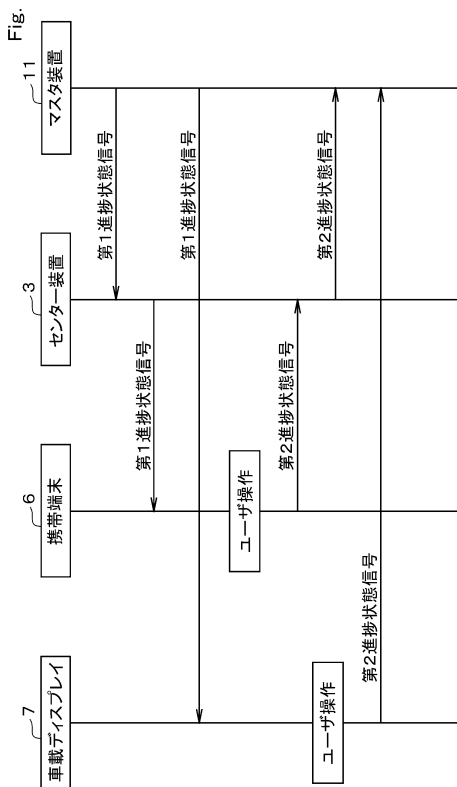 Fig.
7
車載ディスプレイ
6
携帯端末
3
センター装置
11
マスタ装置
第1進捗状態信号
第1進捗状態信号
第1進捗状態信号
ユーザ操作
第2進捗状態信号
第2進捗状態信号
ユーザ操作
第2進捗状態信号